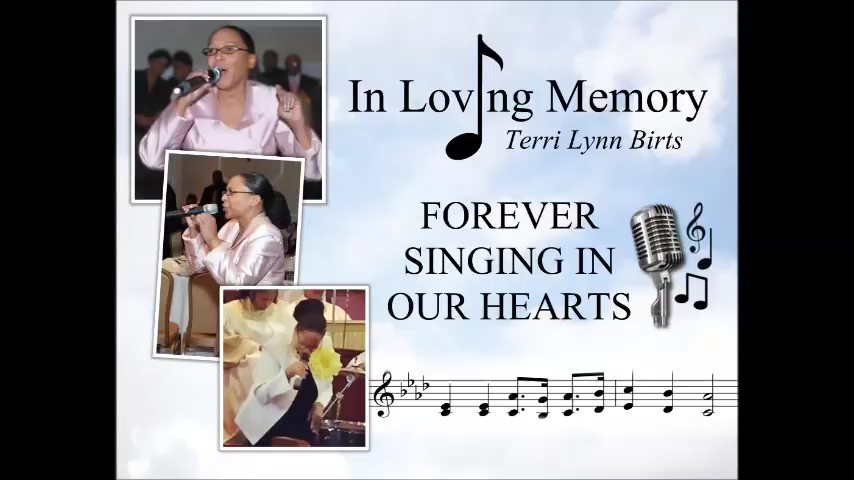 In Loving Memory
Terri Lynn Birts
FOREVER
SINGING IN
OUR HEARTS